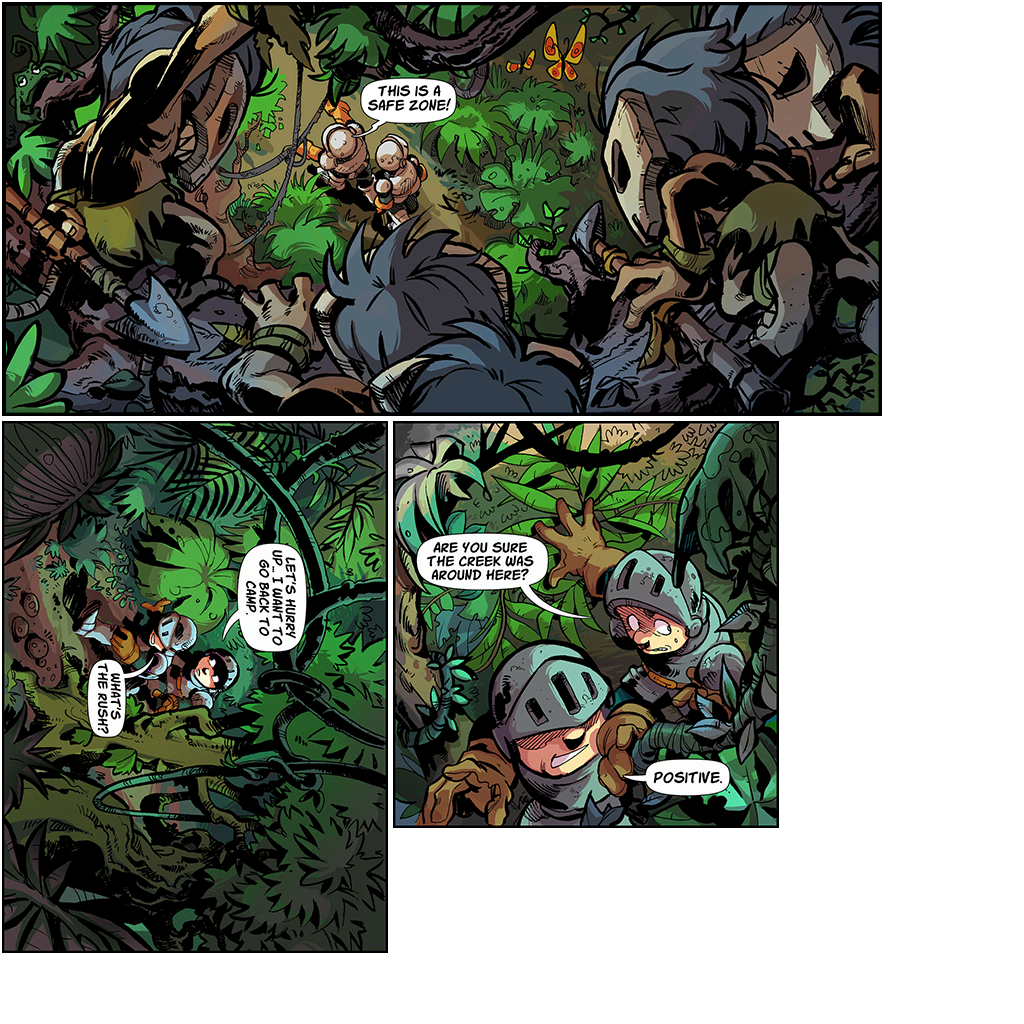 THIS IS A
SAFE ZONE!
LET'S HURRY
UP... I WANT TO
GO BACK TO
CAMP.
WHAT'S
THE RUSH?
ARE YOU SURE
THE CREEK WAS
AROUND HERE?
POSITIVE.